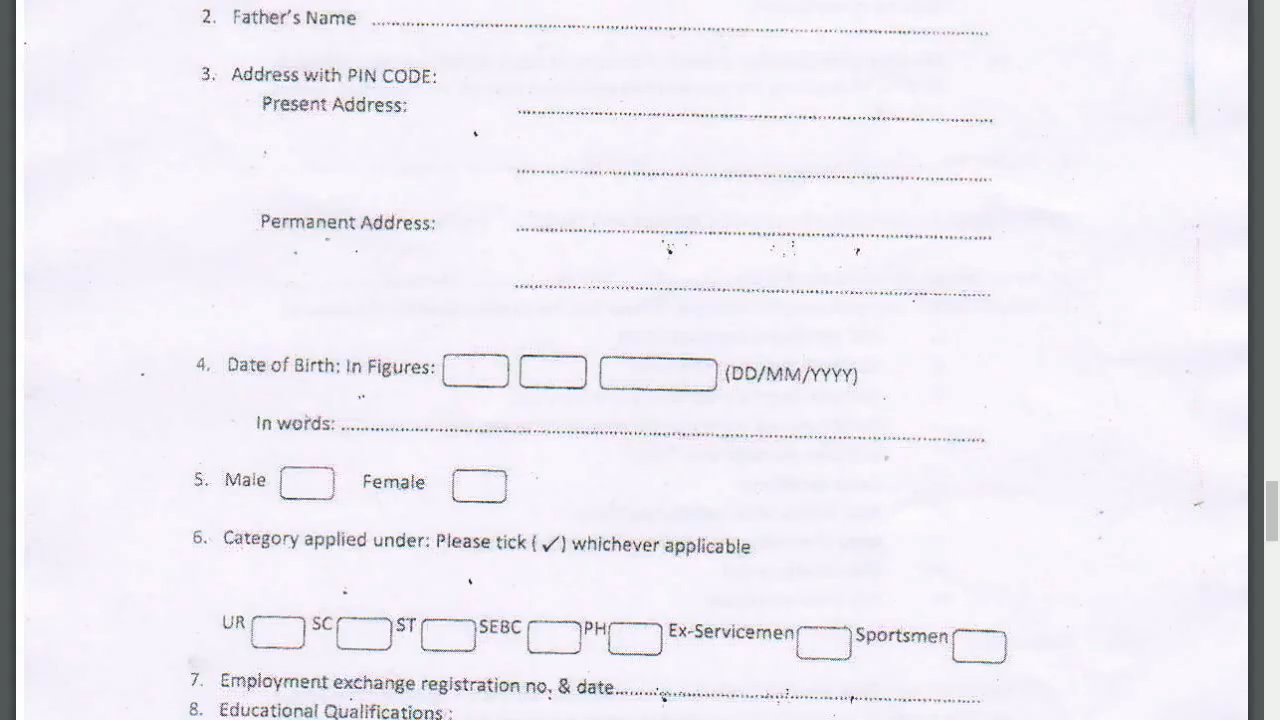 2. Father's Name ........................................
3. Address with PIN CODE:
Present Address: ........................................
........................................
Permanent Address: ........................................
........................................
4. Date of Birth: In Figures: (DD/MM/YYYY)
In words: ........................................
5. Male Female
6. Category applied under: Please tick ( ✓) whichever applicable
UR SC ST SEBC PH Ex-Servicemen Sportsmen
7. Employment exchange registration no. & date........................................
8. Educational Qualifications :